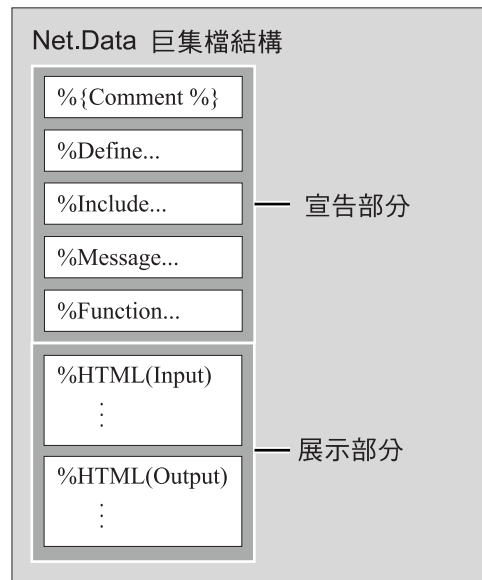 Net.Data 巨集檔結構
%{Comment %}
%Define...
%Include...
宣告部分
%Message...
%Function...
%HTML(Input)
⋮
展示部分
%HTML(Output)
⋮